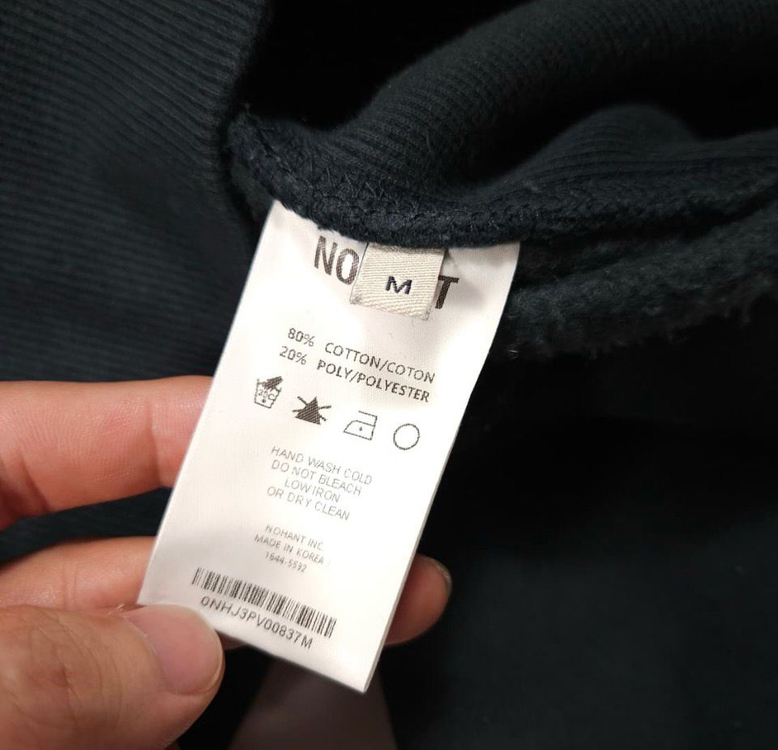 NO T
M
80% COTTON/COTON
20% POLY/POLYESTER
30C
HAND WASH COLD
DO NOT BLEACH
LOW IRON
OR DRY CLEAN
NOHANT INC
MADE IN KOREA
1644-5592
0NHJ3PV00837M